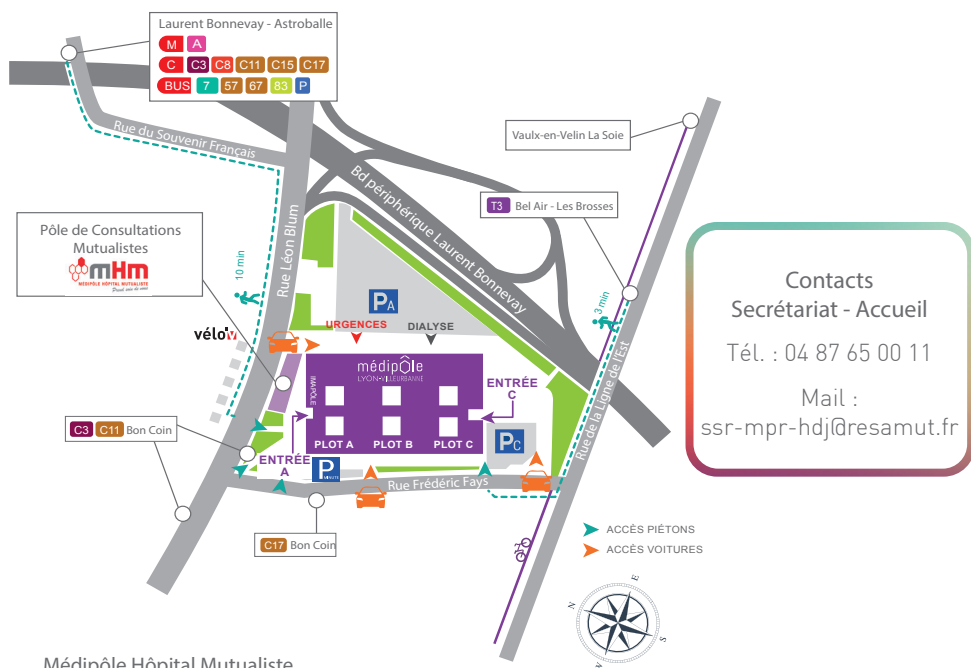 Laurent Bonnevay - Astroballe
M A
C C3 C8 C11 C15 C17
BUS 7 57 67 83 P
Rue du Souvenir Français
Vaulx-en-Velin La Soie
Bd périphérique Laurent Bonnevay
T3 Bel Air - Les Brosses
Pôle de Consultations
Mutualistes
mHm
MÉDIPÔLE HÔPITAL MUTUALISTE
Rue Léon Blum
10 min
3 min
Contacts
Secrétariat - Accueil
Tél. : 04 87 65 00 11
Mail :
ssr-mpr-hdj@resamut.fr
PA
URGENCES
DIALYSE
vélo'v
médipôle
LYON-VILLEURBANNE
IMAPÔLE
ENTRÉE
C
PLOT A
PLOT B
PLOT C
Rue de la Ligne de l'Est
C3 C11 Bon Coin
ENTRÉE
A
P
MINUTE
PC
Rue Frédéric Fays
C17 Bon Coin
ACCÈS PIÉTONS
ACCÈS VOITURES
N
E
S
Médipôle Hôpital Mutualiste